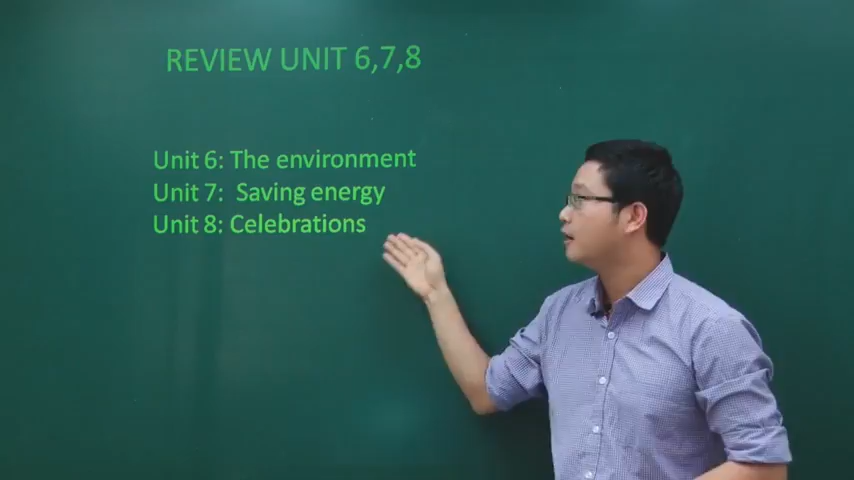 REVIEW UNIT 6,7,8
Unit 6: The environment
Unit 7: Saving energy
Unit 8: Celebrations